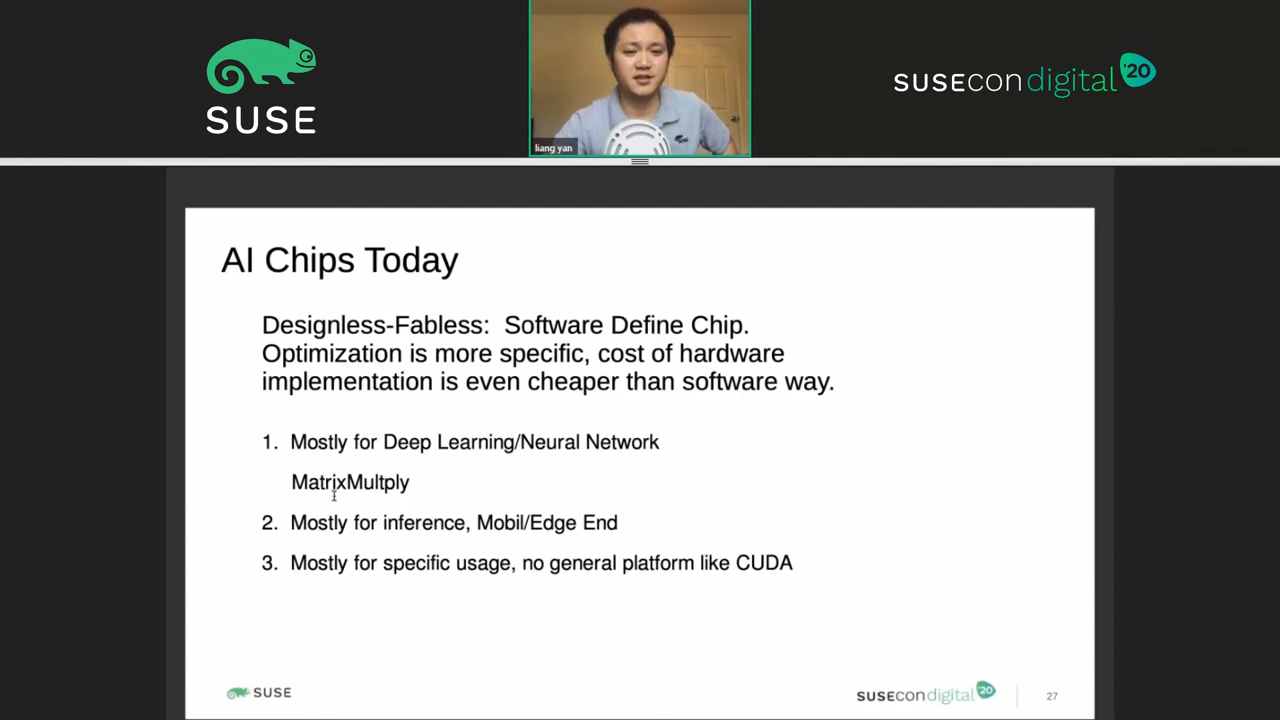 SUSE
SUSEcon digital '20
liang yan
AI Chips Today
Designless-Fabless: Software Define Chip.
Optimization is more specific, cost of hardware
implementation is even cheaper than software way.
1. Mostly for Deep Learning/Neural Network
MatrixMultply
2. Mostly for inference, Mobil/Edge End
3. Mostly for specific usage, no general platform like CUDA
SUSE
SUSEcon digital '20
27